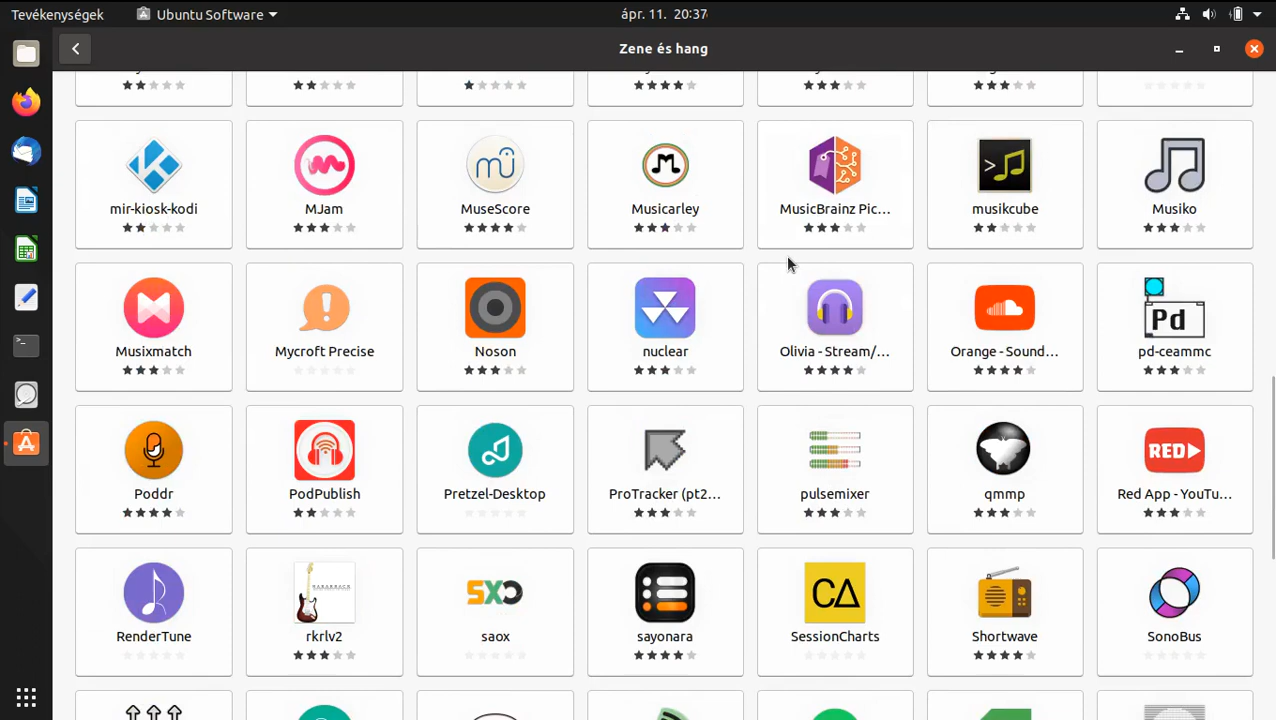 Tevékenységek
Ubuntu Software
ápr. 11. 20:37
Zene és hang
mir-kiosk-kodi
MJam
MuseScore
Musicarley
MusicBrainz Pic...
musikcube
Musiko
Musixmatch
Mycroft Precise
Noson
nuclear
Olivia - Stream/...
Orange - Sound...
Pd
pd-ceammc
Poddr
PodPublish
Pretzel-Desktop
ProTracker (pt2...
pulsemixer
qmmp
RED
Red App - YouTu...
RenderTune
rkrlv2
SXC
saox
sayonara
CΔ
SessionCharts
Shortwave
SonoBus